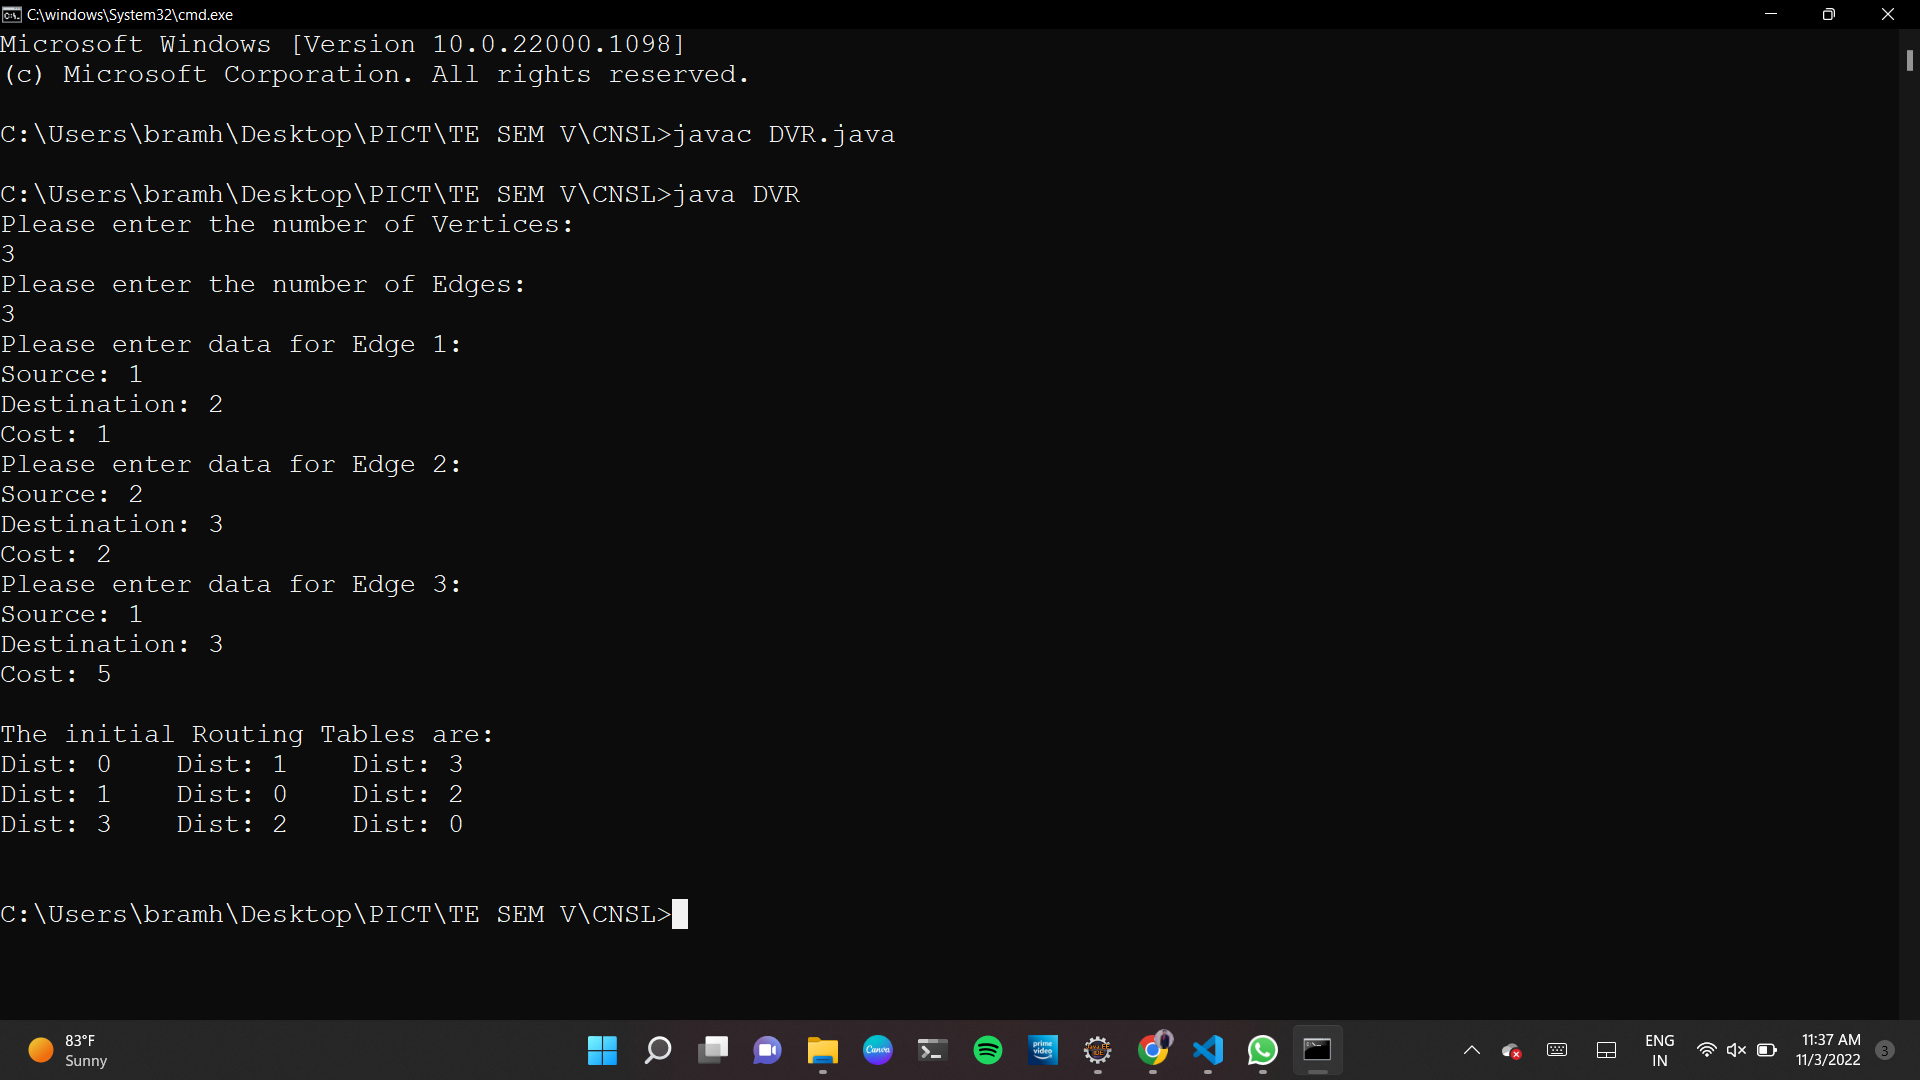 C:\windows\System32\cmd.exe
Microsoft Windows [Version 10.0.22000.1098]
(c) Microsoft Corporation. All rights reserved.
C:\Users\bramh\Desktop\PICT\TE SEM V\CNSL>javac DVR.java
C:\Users\bramh\Desktop\PICT\TE SEM V\CNSL>java DVR
Please enter the number of Vertices:
3
Please enter the number of Edges:
3
Please enter data for Edge 1:
Source: 1
Destination: 2
Cost: 1
Please enter data for Edge 2:
Source: 2
Destination: 3
Cost: 2
Please enter data for Edge 3:
Source: 1
Destination: 3
Cost: 5
The initial Routing Tables are:
Dist: 0    Dist: 1    Dist: 3
Dist: 1    Dist: 0    Dist: 2
Dist: 3    Dist: 2    Dist: 0
C:\Users\bramh\Desktop\PICT\TE SEM V\CNSL>
83°F
Sunny
Canva
prime
video
ENG
IN
11:37 AM
11/3/2022
3